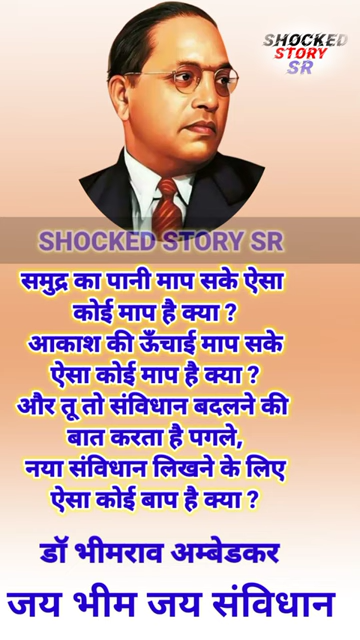 SHOCKED
STORY
SR
SHOCKED STORY SR
समुद्र का पानी माप सके ऐसा
कोई माप है क्या ?
आकाश की ऊँचाई माप सके
ऐसा कोई माप है क्या ?
और तू तो संविधान बदलने की
बात करता है पगले,
नया संविधान लिखने के लिए
ऐसा कोई बाप है क्या ?
डॉ भीमराव अम्बेडकर
जय भीम जय संविधान